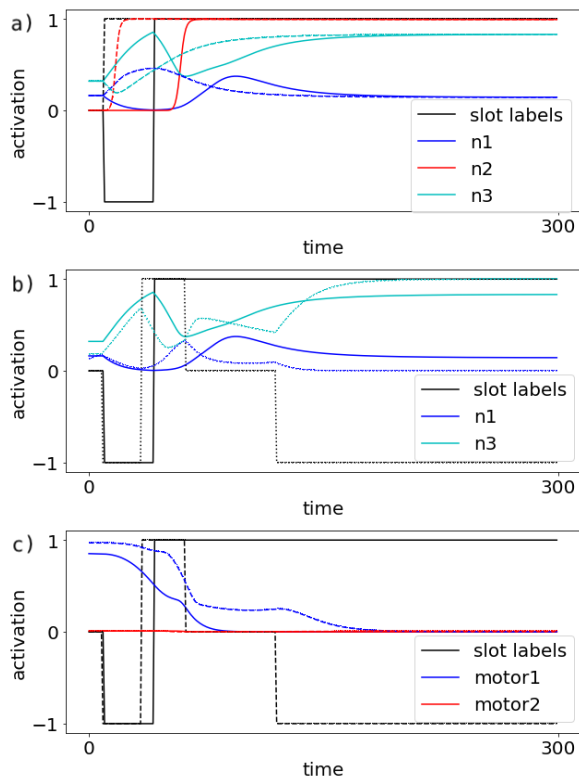 a)
1
0
−1
activation
slot labels
n1
n2
n3
0
300
time
b)
1
0
−1
activation
slot labels
n1
n3
0
300
time
c)
1
0
−1
activation
slot labels
motor1
motor2
0
300
time